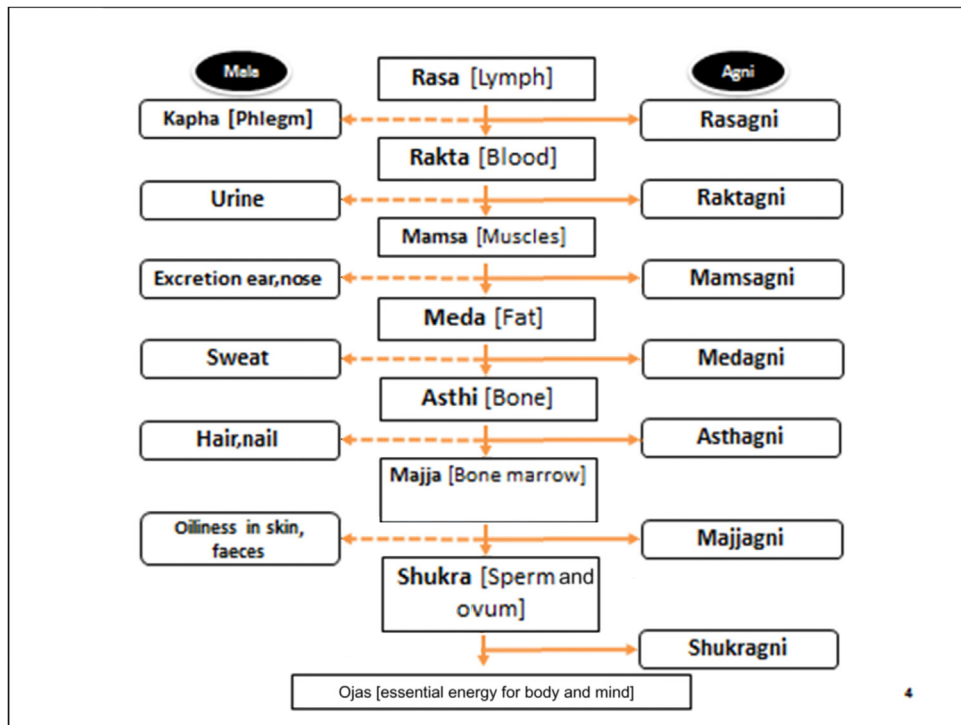 Mala
Rasa [Lymph]
Agni
Kapha [Phlegm]
Rasagni
Rakta [Blood]
Urine
Raktagni
Mamsa [Muscles]
Excretion ear,nose
Mamsagni
Meda [Fat]
Sweat
Medagni
Asthi [Bone]
Hair,nail
Asthagni
Majja [Bone marrow]
Oiliness in skin,
faeces
Majjagni
Shukra [Sperm and
ovum]
Shukragni
Ojas [essential energy for body and mind]
4